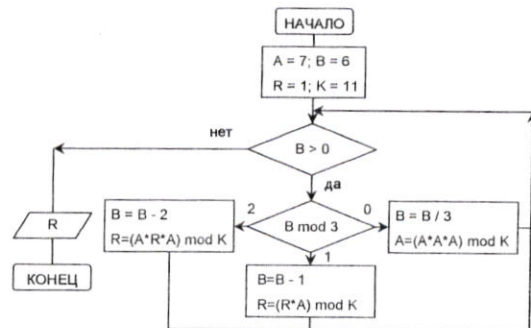 НАЧАЛО
A = 7; B = 6
R = 1; K = 11
нет
B > 0
да
R
B = B - 2
R=(A*R*A) mod K
2
B mod 3
0
B = B / 3
A=(A*A*A) mod K
1
КОНЕЦ
B=B - 1
R=(R*A) mod K